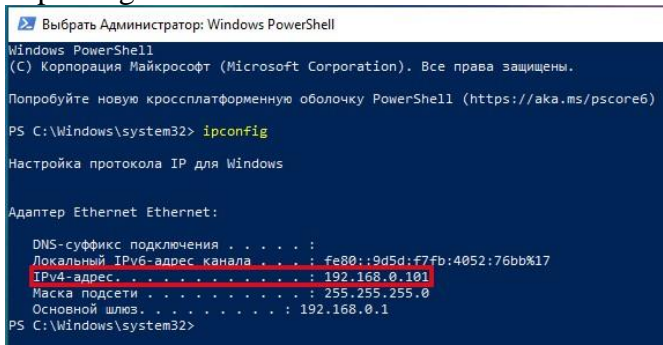 Выбрать Администратор: Windows PowerShell
Windows PowerShell
(C) Корпорация Майкрософт (Microsoft Corporation). Все права защищены.
Попробуйте новую кроссплатформенную оболочку PowerShell (https://aka.ms/pscore6)
PS C:\Windows\system32> ipconfig
Настройка протокола IP для Windows
Адаптер Ethernet Ethernet:
DNS-суффикс подключения . . . . . :
Локальный IPv6-адрес канала . . . : fe80::9d5d:f7fb:4052:76bb%17
IPv4-адрес. . . . . . . . . . . . : 192.168.0.101
Маска подсети . . . . . . . . . . : 255.255.255.0
Основной шлюз. . . . . . . . . : 192.168.0.1
PS C:\Windows\system32>